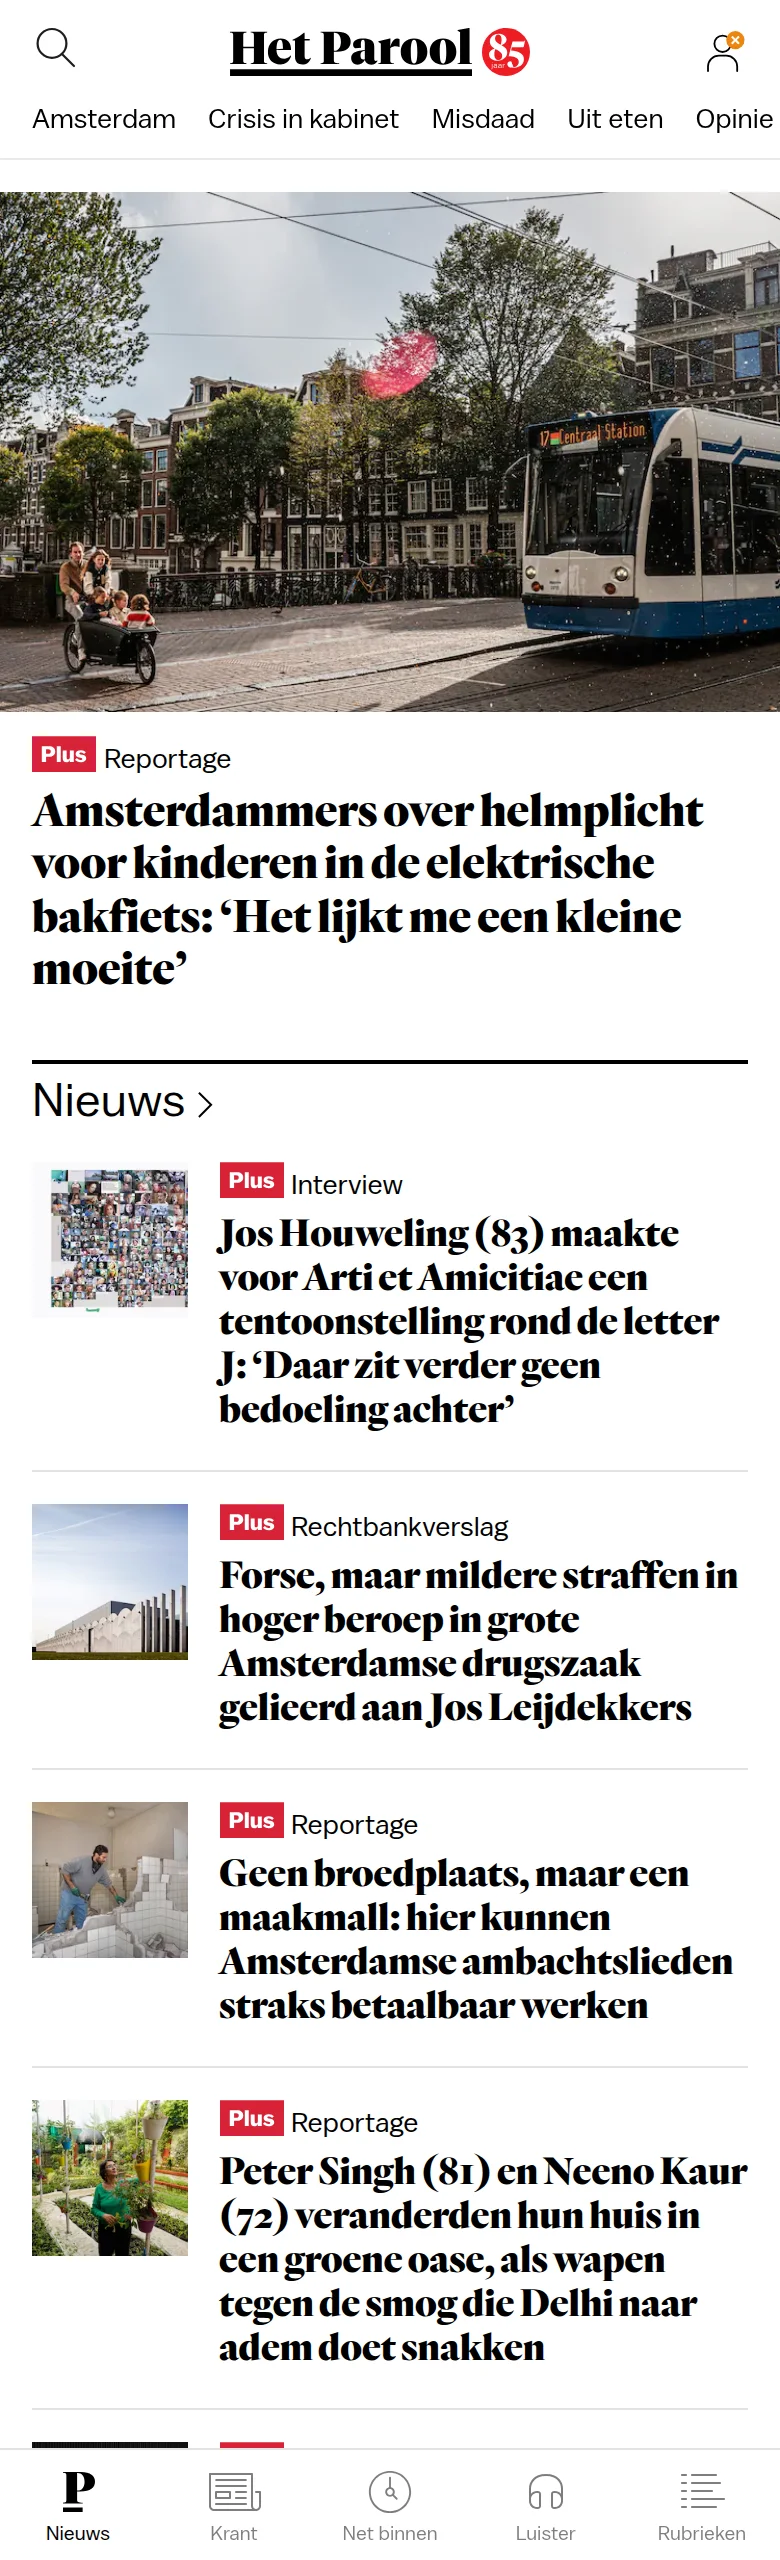 Het Parool 85 jaar
Amsterdam Crisis in kabinet Misdaad Uit eten Opinie
17 Centraal Station
Plus Reportage
Amsterdammers over helmplicht
voor kinderen in de elektrische
bakfiets: ‘Het lijkt me een kleine
moeite’
Nieuws
Plus Interview
Jos Houweling (83) maakte
voor Arti et Amicitiae een
tentoonstelling rond de letter
J: ‘Daar zit verder geen
bedoeling achter’
Plus Rechtbankverslag
Forse, maar mildere straffen in
hoger beroep in grote
Amsterdamse drugszaak
gelieerd aan Jos Leijdekkers
Plus Reportage
Geen broedplaats, maar een
maakmall: hier kunnen
Amsterdamse ambachtslieden
straks betaalbaar werken
Plus Reportage
Peter Singh (81) en Neeno Kaur
(72) veranderden hun huis in
een groene oase, als wapen
tegen de smog die Delhi naar
adem doet snakken
P
Nieuws Krant Net binnen Luister Rubrieken